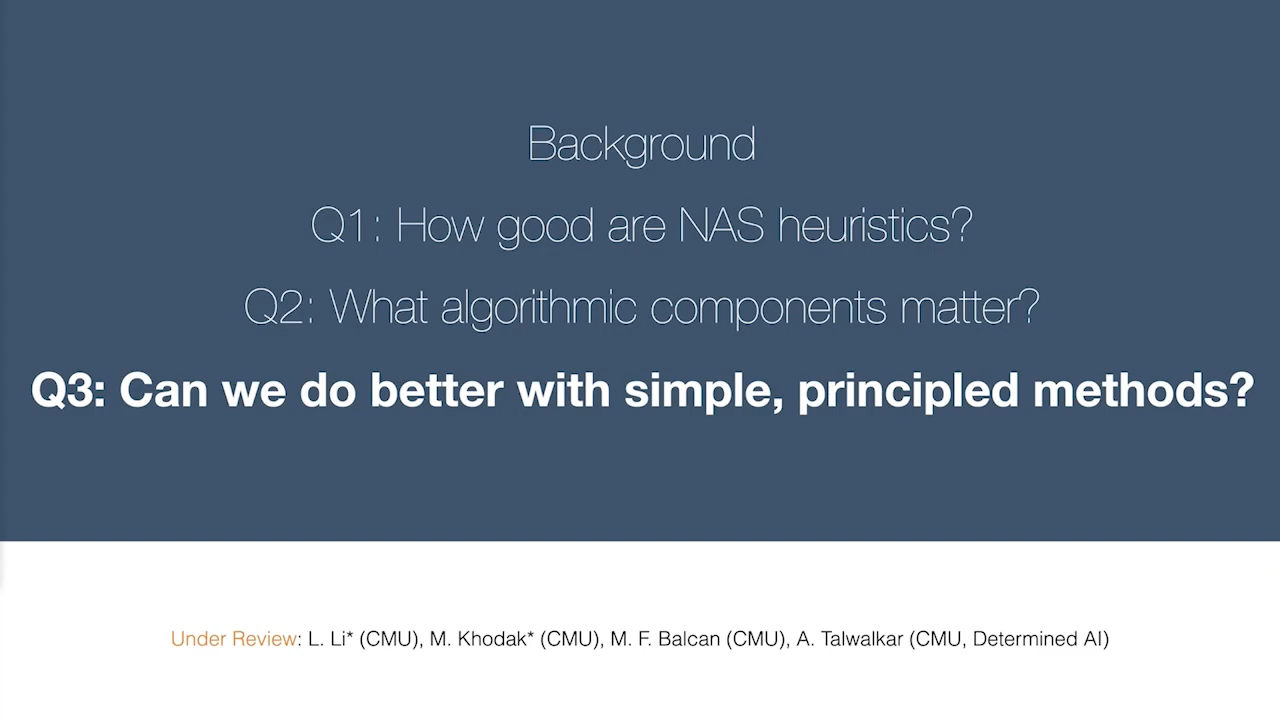 Background
Q1: How good are NAS heuristics?
Q2: What algorithmic components matter?
Q3: Can we do better with simple, principled methods?
Under Review: L. Li* (CMU), M. Khodak* (CMU), M. F. Balcan (CMU), A. Talwalkar (CMU, Determined AI)